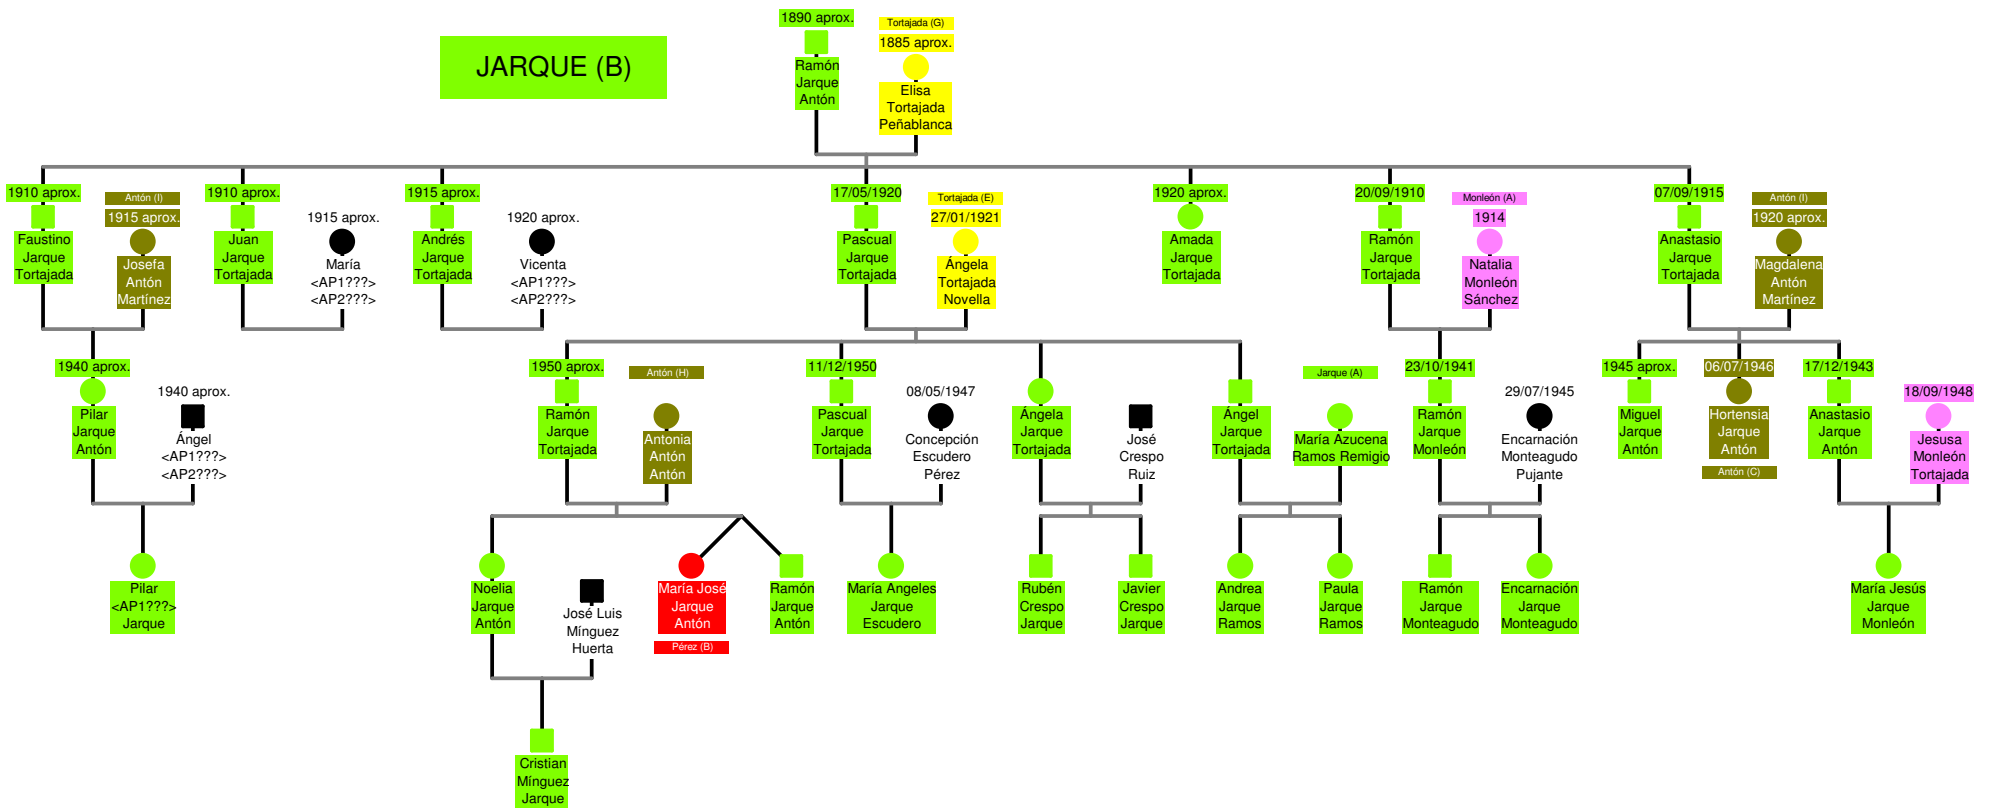 JARQUE (B)
1890 aprox.
Ramón
Jarque
Antón
Tortajada (G)
1885 aprox.
Elisa
Tortajada
Peñablanca
1910 aprox.
Faustino
Jarque
Tortajada
Antón (I)
1915 aprox.
Josefa
Antón
Martínez
1910 aprox.
Juan
Jarque
Tortajada
1915 aprox.
María
<AP1???>
<AP2???>
1915 aprox.
Andrés
Jarque
Tortajada
1920 aprox.
Vicenta
<AP1???>
<AP2???>
17/05/1920
Pascual
Jarque
Tortajada
Tortajada (E)
27/01/1921
Ángela
Tortajada
Novella
1920 aprox.
Amada
Jarque
Tortajada
20/09/1910
Ramón
Jarque
Tortajada
Monleón (A)
1914
Natalia
Monleón
Sánchez
07/09/1915
Anastasio
Jarque
Tortajada
Antón (I)
1920 aprox.
Magdalena
Antón
Martínez
1940 aprox.
Pilar
Jarque
Antón
1940 aprox.
Ángel
<AP1???>
<AP2???>
1950 aprox.
Ramón
Jarque
Tortajada
Antón (H)
Antonia
Antón
Antón
11/12/1950
Pascual
Jarque
Tortajada
08/05/1947
Concepción
Escudero
Pérez
Ángela
Jarque
Tortajada
José
Crespo
Ruiz
Ángel
Jarque
Tortajada
Jarque (A)
María Azucena
Ramos Remigio
23/10/1941
Ramón
Jarque
Monleón
29/07/1945
Encarnación
Monteagudo
Pujante
1945 aprox.
Miguel
Jarque
Antón
06/07/1946
Hortensia
Jarque
Antón
Antón (C)
17/12/1943
Anastasio
Jarque
Antón
18/09/1948
Jesusa
Monleón
Tortajada
Pilar
<AP1???>
Jarque
Noelia
Jarque
Antón
José Luis
Mínguez
Huerta
María José
Jarque
Antón
Pérez (B)
Ramón
Jarque
Antón
María Angeles
Jarque
Escudero
Rubén
Crespo
Jarque
Javier
Crespo
Jarque
Andrea
Jarque
Ramos
Paula
Jarque
Ramos
Ramón
Jarque
Monteagudo
Encarnación
Jarque
Monteagudo
María Jesús
Jarque
Monleón
Cristian
Mínguez
Jarque